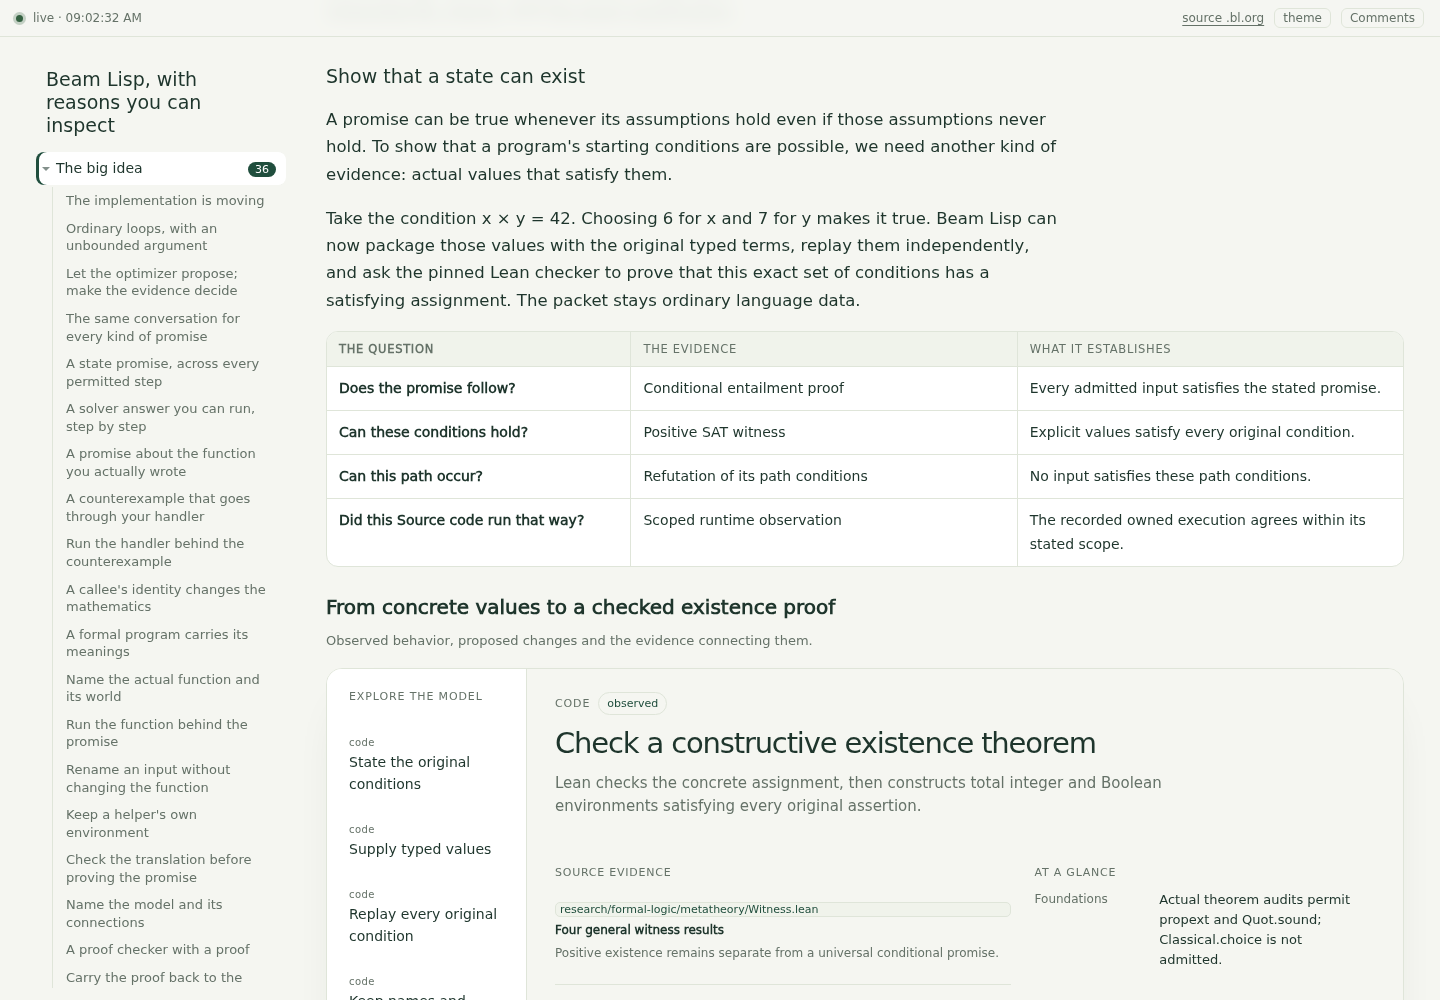 live · 09:02:32 AM
source .bl.org
theme
Comments
Beam Lisp, with
reasons you can
inspect
The big idea
36
The implementation is moving
Ordinary loops, with an
unbounded argument
Let the optimizer propose;
make the evidence decide
The same conversation for
every kind of promise
A state promise, across every
permitted step
A solver answer you can run,
step by step
A promise about the function
you actually wrote
A counterexample that goes
through your handler
Run the handler behind the
counterexample
A callee's identity changes the
mathematics
A formal program carries its
meanings
Name the actual function and
its world
Run the function behind the
promise
Rename an input without
changing the function
Keep a helper's own
environment
Check the translation before
proving the promise
Name the model and its
connections
A proof checker with a proof
Carry the proof back to the
Show that a state can exist
A promise can be true whenever its assumptions hold even if those assumptions never
hold. To show that a program's starting conditions are possible, we need another kind of
evidence: actual values that satisfy them.
Take the condition x × y = 42. Choosing 6 for x and 7 for y makes it true. Beam Lisp can
now package those values with the original typed terms, replay them independently,
and ask the pinned Lean checker to prove that this exact set of conditions has a
satisfying assignment. The packet stays ordinary language data.
THE QUESTION
THE EVIDENCE
WHAT IT ESTABLISHES
Does the promise follow?
Conditional entailment proof
Every admitted input satisfies the stated promise.
Can these conditions hold?
Positive SAT witness
Explicit values satisfy every original condition.
Can this path occur?
Refutation of its path conditions
No input satisfies these path conditions.
Did this Source code run that way?
Scoped runtime observation
The recorded owned execution agrees within its
stated scope.
From concrete values to a checked existence proof
Observed behavior, proposed changes and the evidence connecting them.
EXPLORE THE MODEL
code
State the original
conditions
code
Supply typed values
code
Replay every original
condition
code
Keep names and
CODE
observed
Check a constructive existence theorem
Lean checks the concrete assignment, then constructs total integer and Boolean
environments satisfying every original assertion.
SOURCE EVIDENCE
research/formal-logic/metatheory/Witness.lean
Four general witness results
Positive existence remains separate from a universal conditional promise.
AT A GLANCE
Foundations
Actual theorem audits permit
propext and Quot.sound;
Classical.choice is not
admitted.